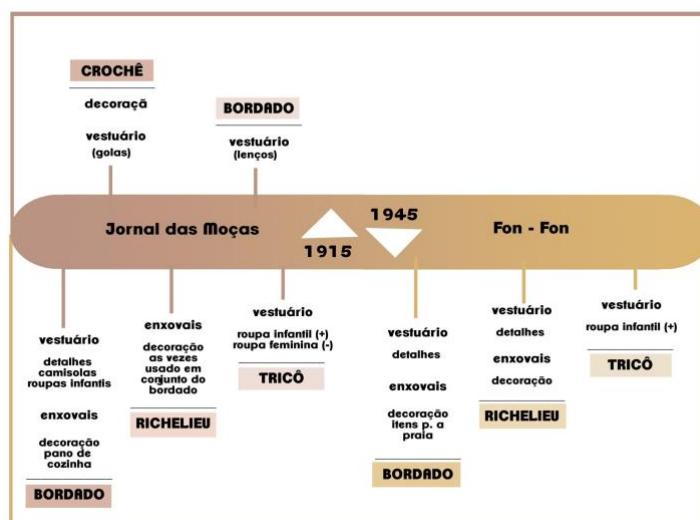 CROCHÊ
decoraçã
vestuário
(golas)
BORDADO
vestuário
(lenços)
Jornal das Moças
1915
1945
Fon - Fon
vestuário
detalhes
camisolas
roupas infantis
enxovais
decoração
pano de
cozinha
BORDADO
enxovais
decoração
as vezes
usado em
conjunto do
bordado
RICHELIEU
vestuário
roupa infantil (+)
roupa feminina (-)
TRICÔ
vestuário
detalhes
enxovais
decoração
itens p. a
praia
BORDADO
vestuário
detalhes
enxovais
decoração
RICHELIEU
vestuário
roupa infantil (+)
TRICÔ